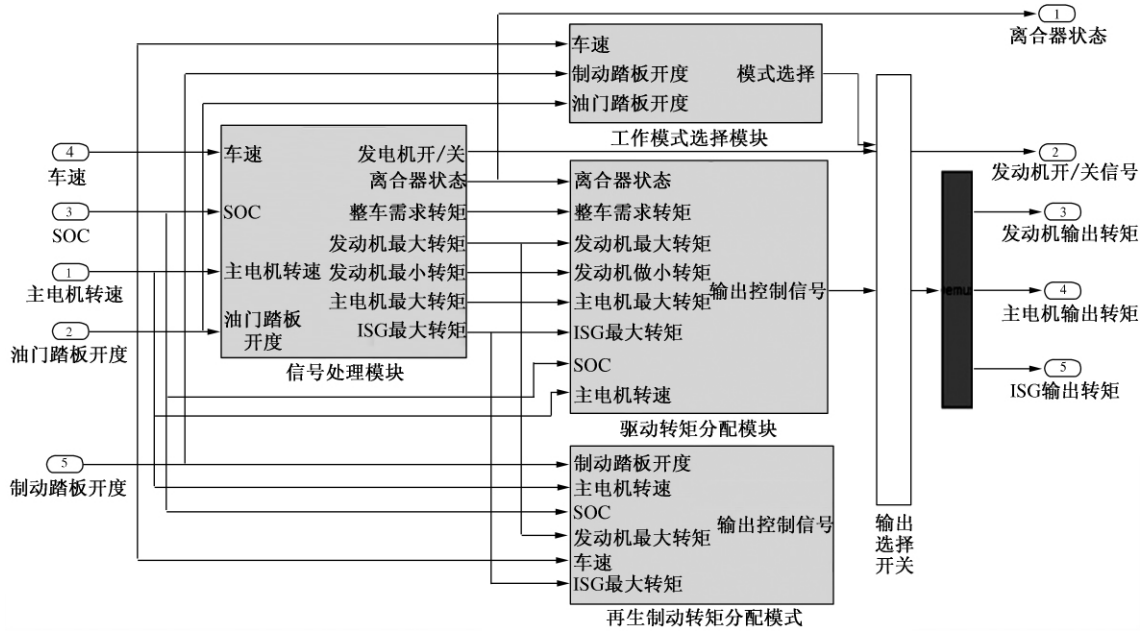 1
离合器状态
车速
制动踏板开度
油门踏板开度
模式选择
工作模式选择模块
4
车速
3
SOC
1
主电机转速
2
油门踏板开度
5
制动踏板开度
车速
SOC
主电机转速
油门踏板
开度
发电机开/关
离合器状态
整车需求转矩
发动机最大转矩
发动机最小转矩
主电机最大转矩
ISG最大转矩
信号处理模块
离合器状态
整车需求转矩
发动机最大转矩
发动机做小转矩
主电机最大转矩
ISG最大转矩
SOC
主电机转速
输出控制信号
驱动转矩分配模块
制动踏板开度
主电机转速
SOC
发动机最大转矩
车速
ISG最大转矩
输出控制信号
再生制动转矩分配模式
输出
选择
开关
2
发动机开/关信号
3
发动机输出转矩
4
主电机输出转矩
5
ISG输出转矩